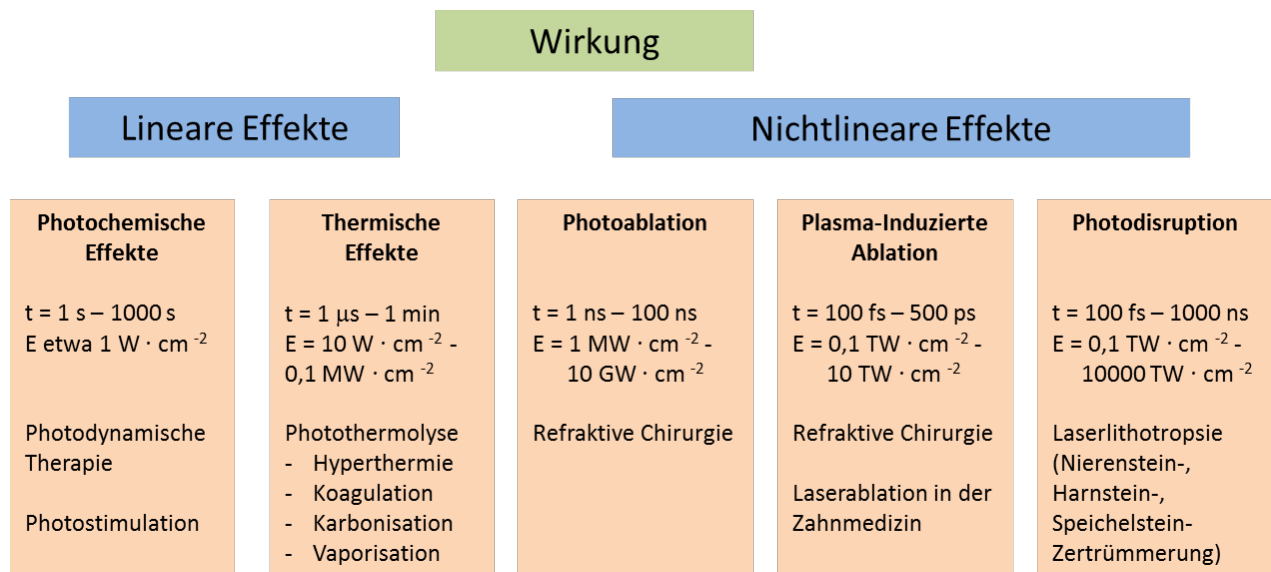 Wirkung
Lineare Effekte
Nichtlineare Effekte
Photochemische
Effekte
t = 1 s – 1000 s
E etwa 1 W · cm ⁻²
Photodynamische
Therapie
Photostimulation
Thermische
Effekte
t = 1 μs – 1 min
E = 10 W · cm ⁻² -
0,1 MW · cm ⁻²
Photothermolyse
- Hyperthermie
- Koagulation
- Karbonisation
- Vaporisation
Photoablation
t = 1 ns – 100 ns
E = 1 MW · cm ⁻² -
10 GW · cm ⁻²
Refraktive Chirurgie
Plasma-Induzierte
Ablation
t = 100 fs – 500 ps
E = 0,1 TW · cm ⁻² -
10 TW · cm ⁻²
Refraktive Chirurgie
Laserablation in der
Zahnmedizin
Photodisruption
t = 100 fs – 1000 ns
E = 0,1 TW · cm ⁻² -
10000 TW · cm ⁻²
Laserlithotropsie
(Nierenstein-,
Harnstein-,
Speichelstein-
Zertrümmerung)